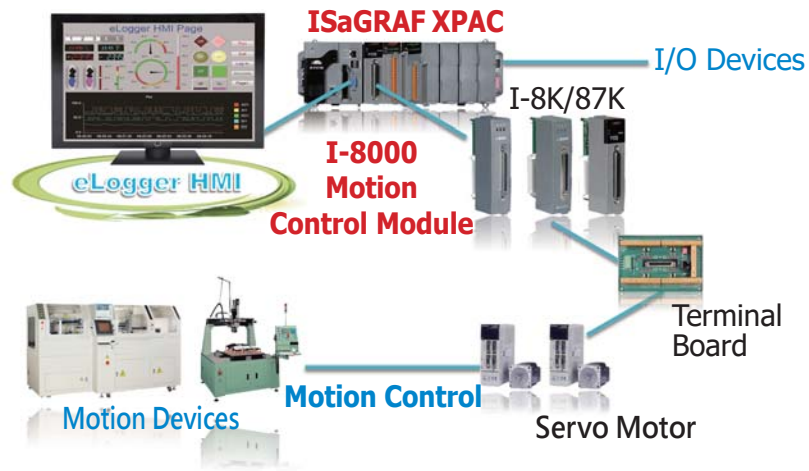 eLogger HMI Page
ISaGRAF XPAC
I/O Devices
I-8K/87K
eLogger HMI
I-8000
Motion
Control Module
Terminal
Board
Motion Devices
Motion Control
Servo Motor